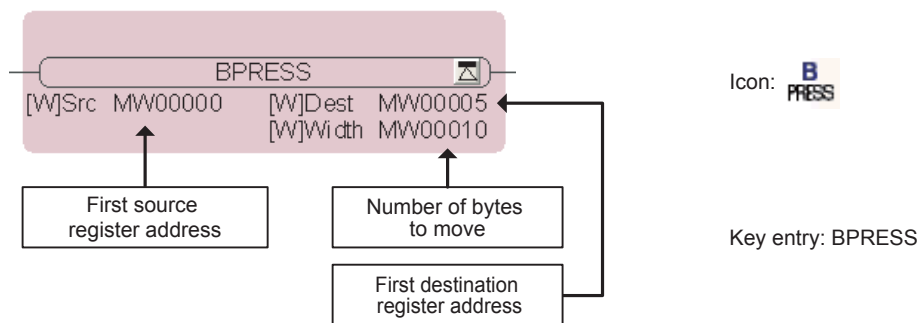 BPRESS
[W]Src MW00000 [W]Dest MW00005
[W]Width MW00010
First source
register address
Number of bytes
to move
First destination
register address
Icon: B
PRESS
Key entry: BPRESS